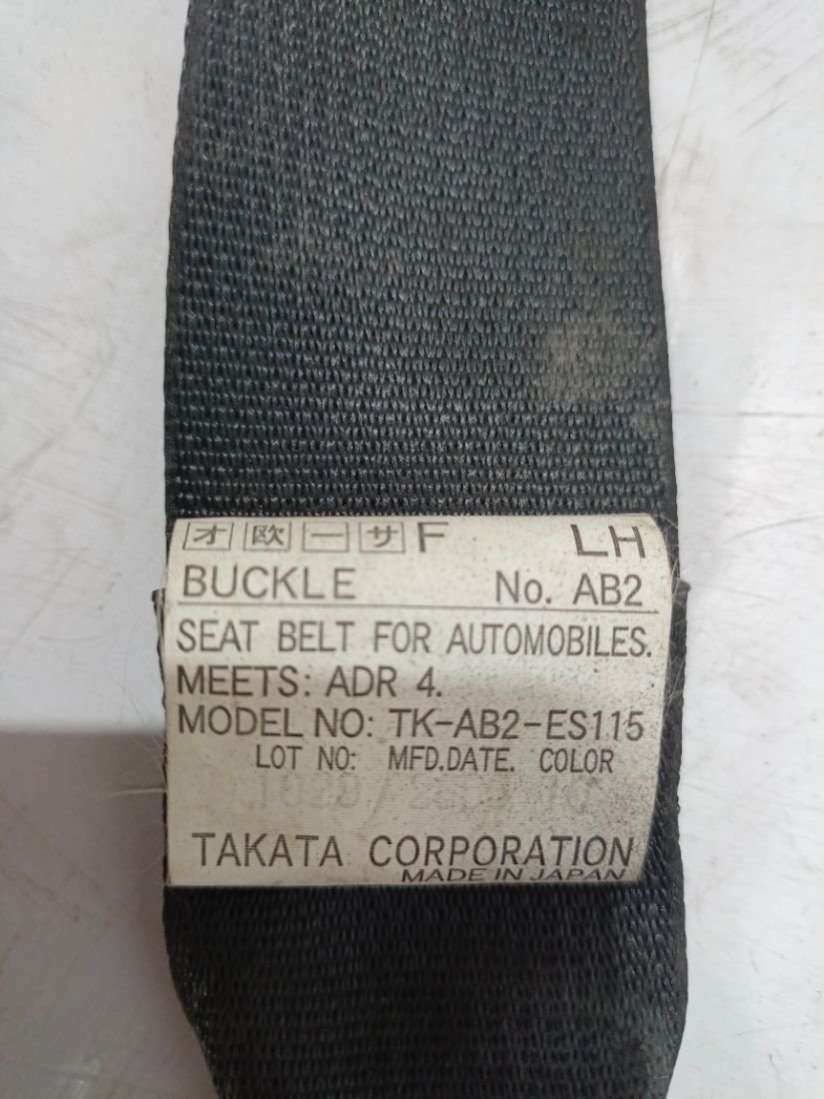 オ 欧 一 サ F LH
BUCKLE No. AB2
SEAT BELT FOR AUTOMOBILES.
MEETS: ADR 4.
MODEL NO: TK-AB2-ES115
LOT NO: MFD.DATE. COLOR
TAKATA CORPORATION
MADE IN JAPAN